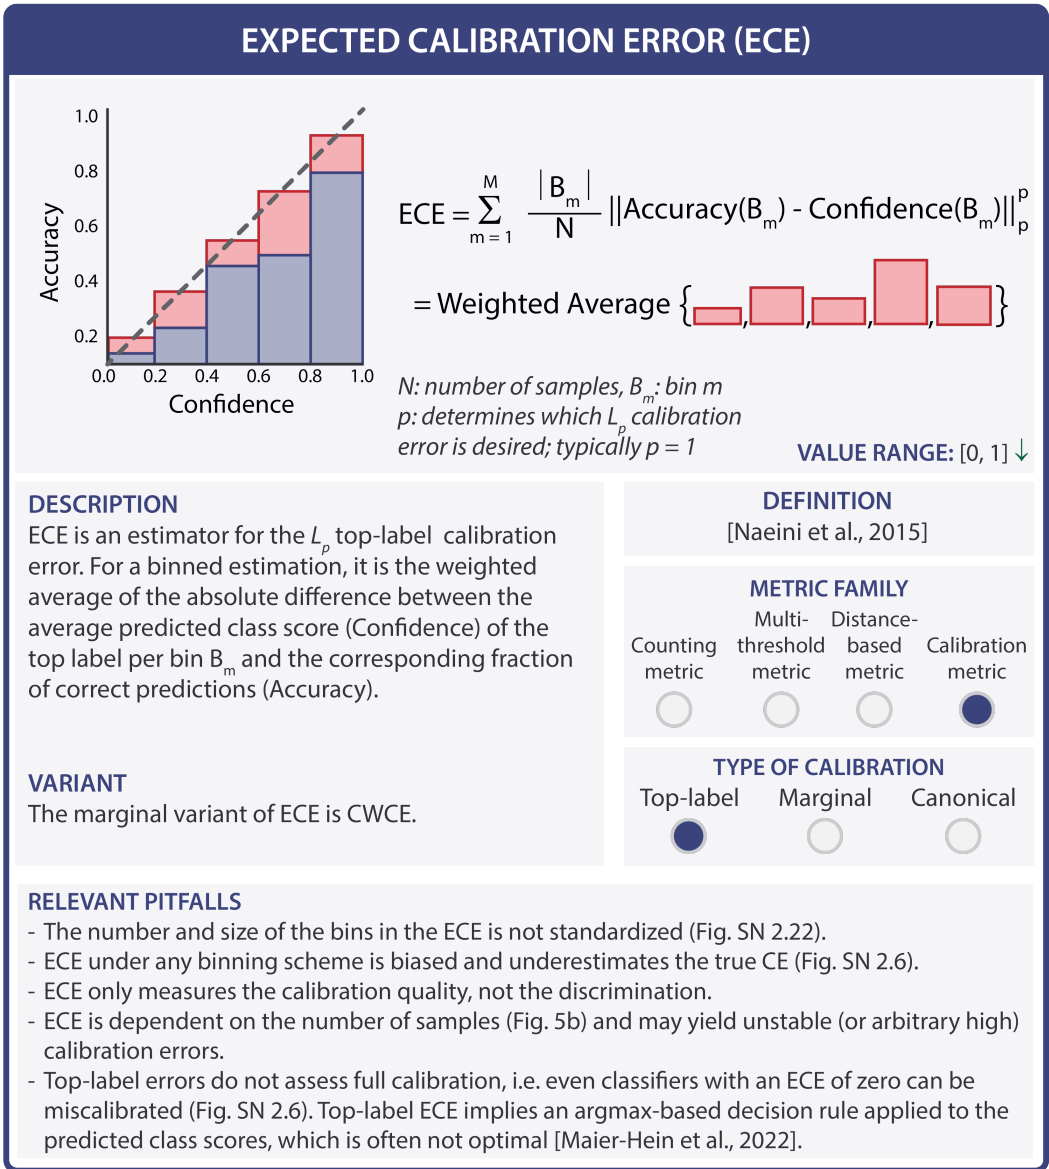 EXPECTED CALIBRATION ERROR (ECE)
1.0
0.8
0.6
0.4
0.2
Accuracy
0.0 0.2 0.4 0.6 0.8 1.0
Confidence
ECE = Σ_{m = 1}^{M} |B_m| / N ||Accuracy(B_m) - Confidence(B_m)||_p^p
= Weighted Average { , , , , }
N: number of samples, B_m: bin m
p: determines which L_p calibration
error is desired; typically p = 1
VALUE RANGE: [0, 1] ↓
DESCRIPTION
ECE is an estimator for the L_p top-label calibration
error. For a binned estimation, it is the weighted
average of the absolute difference between the
average predicted class score (Confidence) of the
top label per bin B_m and the corresponding fraction
of correct predictions (Accuracy).
VARIANT
The marginal variant of ECE is CWCE.
DEFINITION
[Naeini et al., 2015]
METRIC FAMILY
Counting metric
Multi-threshold metric
Distance-based metric
Calibration metric
TYPE OF CALIBRATION
Top-label Marginal Canonical
RELEVANT PITFALLS
- The number and size of the bins in the ECE is not standardized (Fig. SN 2.22).
- ECE under any binning scheme is biased and underestimates the true CE (Fig. SN 2.6).
- ECE only measures the calibration quality, not the discrimination.
- ECE is dependent on the number of samples (Fig. 5b) and may yield unstable (or arbitrary high)
calibration errors.
- Top-label errors do not assess full calibration, i.e. even classifiers with an ECE of zero can be
miscalibrated (Fig. SN 2.6). Top-label ECE implies an argmax-based decision rule applied to the
predicted class scores, which is often not optimal [Maier-Hein et al., 2022].